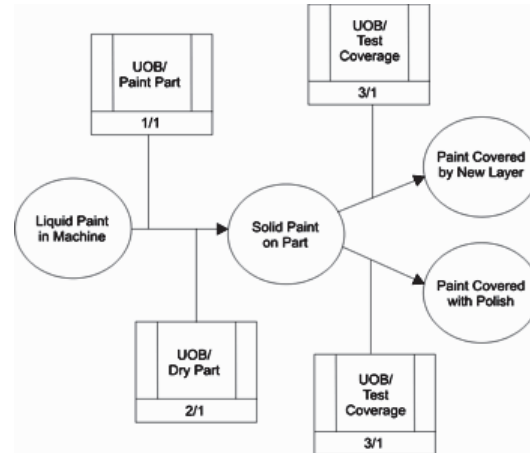 UOB/
Paint Part
1/1
UOB/
Test
Coverage
3/1
Paint Covered
by New Layer
Liquid Paint
in Machine
Solid Paint
on Part
Paint Covered
with Polish
UOB/
Dry Part
2/1
UOB/
Test
Coverage
3/1